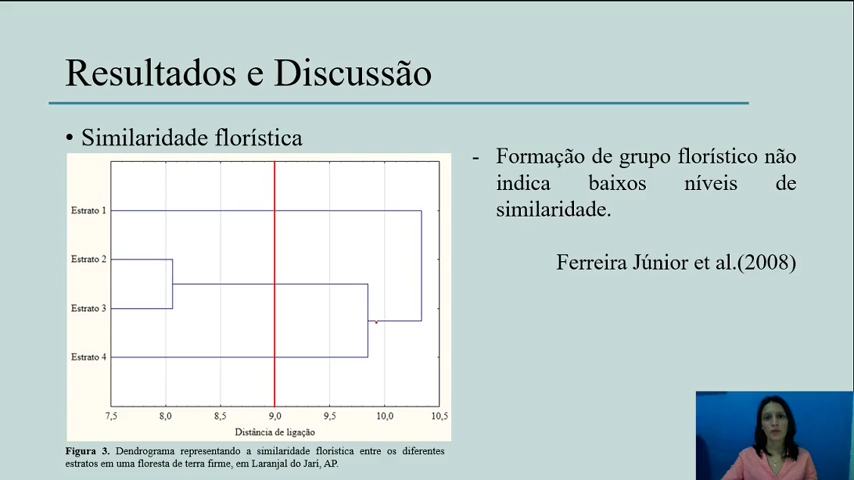 Resultados e Discussão
• Similaridade florística
Estrato 1
Estrato 2
Estrato 3
Estrato 4
7,5 8,0 8,5 9,0 9,5 10,0 10,5
Distância de ligação
Figura 3. Dendrograma representando a similaridade florística entre os diferentes
estratos em uma floresta de terra firme, em Laranjal do Jarí, AP.
- Formação de grupo florístico não
indica baixos níveis de
similaridade.
Ferreira Júnior et al.(2008)